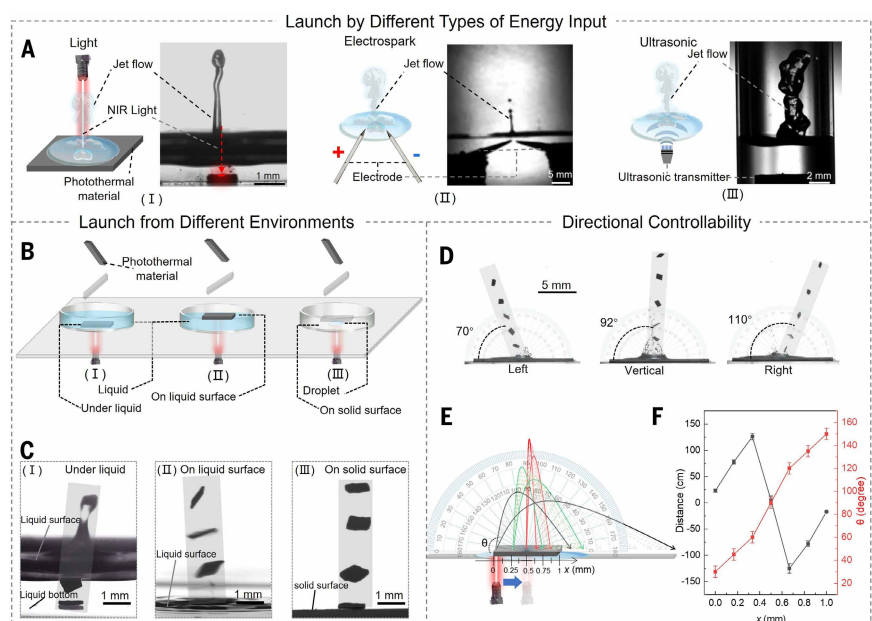 Launch by Different Types of Energy Input
A
Light
Jet flow
NIR Light
Photothermal
material
1 mm
(Ⅰ)
Electrospark
Jet flow
+
-
Electrode
5 mm
(Ⅱ)
Ultrasonic
Jet flow
Ultrasonic transmitter
2 mm
(Ⅲ)
Launch from Different Environments
B
Photothermal
material
(Ⅰ)
(Ⅱ)
(Ⅲ)
Liquid
Under liquid
On liquid surface
Droplet
On solid surface
C
(Ⅰ) Under liquid
Liquid surface
Liquid bottom
1 mm
(Ⅱ) On liquid surface
Liquid surface
1 mm
(Ⅲ) On solid surface
solid surface
1 mm
Directional Controllability
D
5 mm
70°
Left
92°
Vertical
110°
Right
E
θ
0 0.25 0.5 0.75 1 x (mm)
F
Distance (cm)
150
100
50
0
-50
-100
-150
θ (degree)
160
140
120
100
80
60
40
20
0.0 0.2 0.4 0.6 0.8 1.0
x (mm)